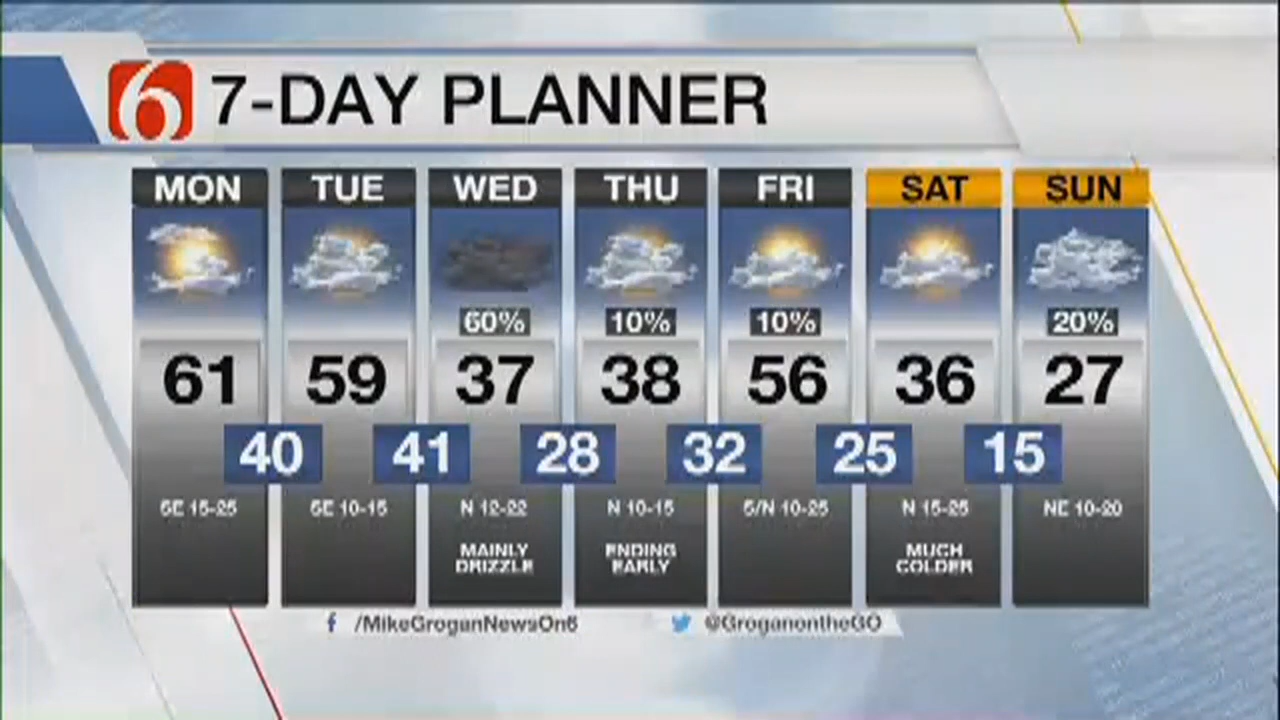 6 7-DAY PLANNER
MON TUE WED THU FRI SAT SUN
60% 10% 10% 20%
61 59 37 38 56 36 27
40 41 28 32 25 15
SE 15-25 SE 10-15 N 12-22 N 10-15 S/N 10-25 N 15-25 NE 10-20
MAINLY DRIZZLE ENDING EARLY MUCH COLDER
f /MikeGroganNewsOn6 @GroganontheGO